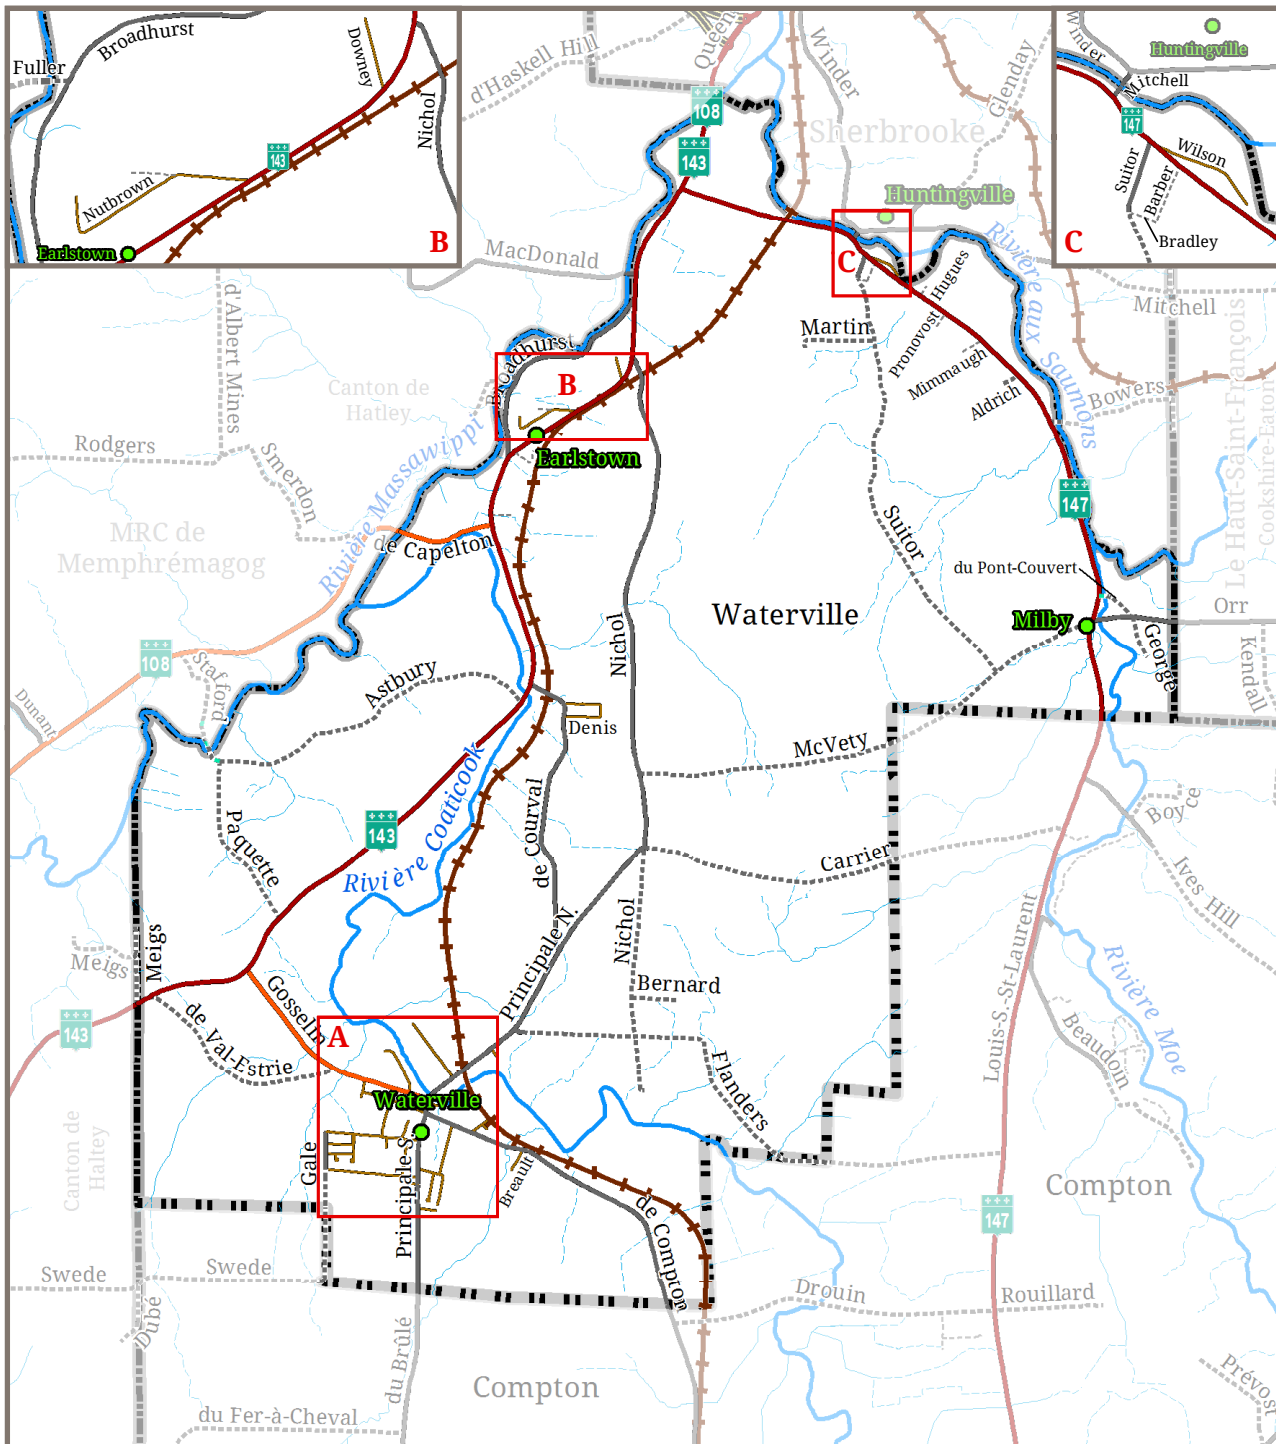 Broadhurst
Fuller
Downey
Nichol
143
Nutbrown
Earlstown
B
d'Haskell Hill
Queen
108
143
Winder
Glenday
Sherbrooke
Huntingville
Winder
Huntingville
Mitchell
147
Suitor
Wilson
Barber
Bradley
C
MacDonald
C
Rivière aux Saumons
Hugues
Pronovost
Martin
Mimmaugh
Aldrich
Mitchell
Bowers
Le Haut-Saint-François
Cookshire-Eaton
d'Albert Mines
Canton de
Hatley
Broadhurst
B
Earlstown
Rodgers
Smerdon
Rivière Massawippi
MRC de
Memphrémagog
de Capelton
Suitor
147
du Pont-Couvert
Waterville
Milby
Orr
George
Kendall
Nichol
108
Stafford
Dunant
Astbury
Denis
McVety
143
Rivière Coaticook
de Courval
Paquette
Carrier
Boyce
Ives Hill
Meigs
Meigs
143
de Val-Estrie
Gosselin
Principale N.
Nichol
Bernard
Flanders
Louis-S.-St-Laurent
Rivière Moe
Beaudoin
A
Waterville
Canton de
Haltey
Gale
Principale S.
Breault
de Compton
Compton
147
Swede
Swede
Dubé
du Brûlé
Drouin
Rouillard
Compton
du Fer-à-Cheval
Prévost